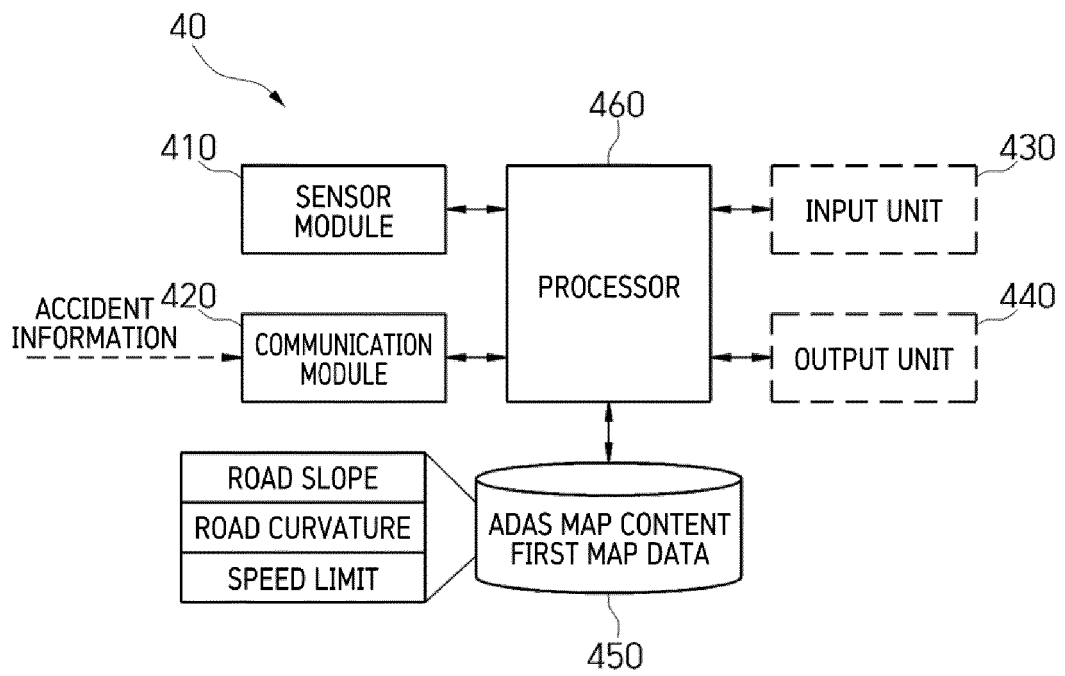 40
460
410
430
SENSOR
MODULE
INPUT UNIT
PROCESSOR
ACCIDENT
INFORMATION
420
440
COMMUNICATION
MODULE
OUTPUT UNIT
ROAD SLOPE
ROAD CURVATURE
SPEED LIMIT
ADAS MAP CONTENT
FIRST MAP DATA
450